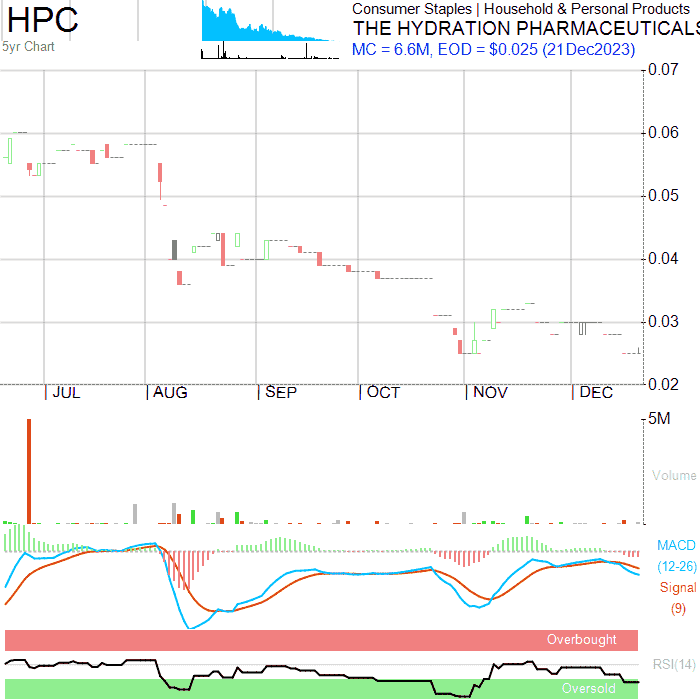 HPC
5yr Chart
Consumer Staples | Household & Personal Products
THE HYDRATION PHARMACEUTICALS
MC = 6.6M, EOD = $0.025 (21Dec2023)
0.07
0.06
0.05
0.04
0.03
0.02
JUL
AUG
SEP
OCT
NOV
DEC
5M
Volume
MACD
(12-26)
Signal
(9)
Overbought
RSI(14)
Oversold